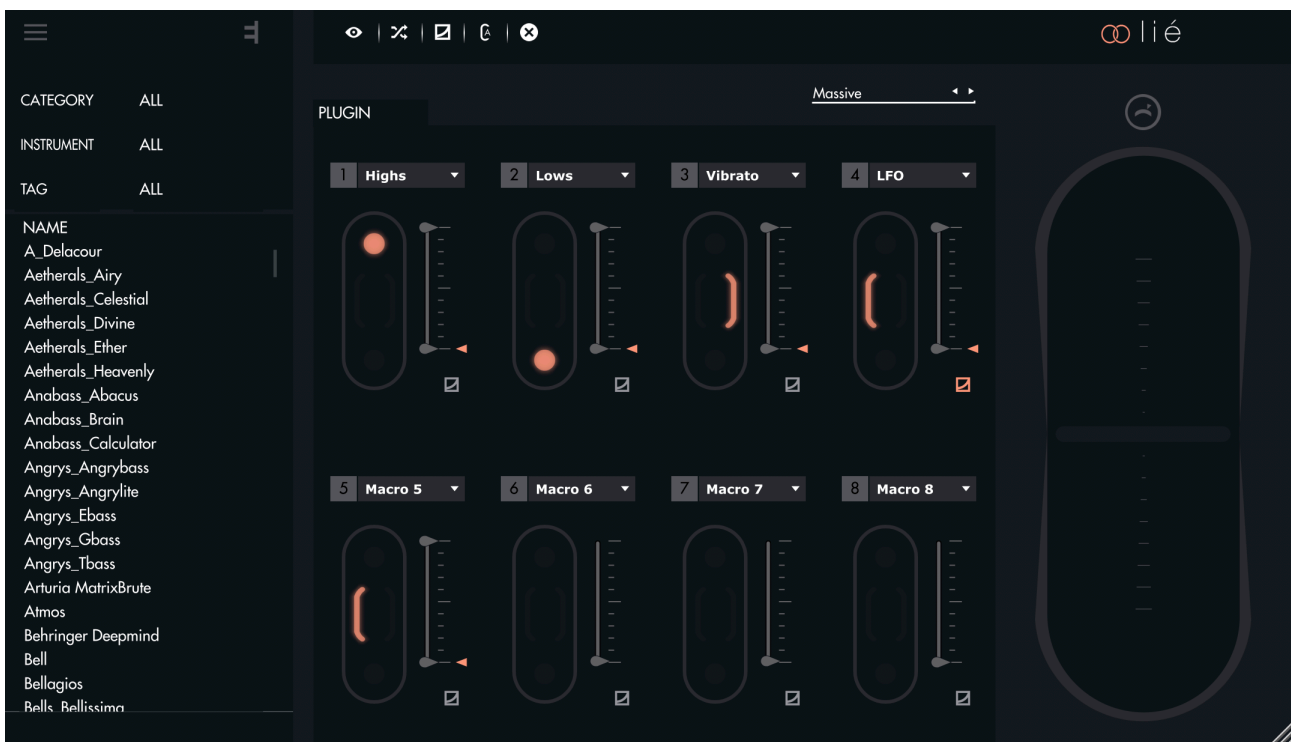 lié
CATEGORY ALL
INSTRUMENT ALL
TAG ALL
NAME
A_Delacour
Aetherals_Airy
Aetherals_Celestial
Aetherals_Divine
Aetherals_Ether
Aetherals_Heavenly
Anabass_Abacus
Anabass_Brain
Anabass_Calculator
Angrys_Angrybass
Angrys_Angrylite
Angrys_Ebass
Angrys_Gbass
Angrys_Tbass
Arturia MatrixBrute
Atmos
Behringer Deepmind
Bell
Bellagios
Bells_Bellissima
A
Massive
PLUGIN
1 Highs
2 Lows
3 Vibrato
4 LFO
5 Macro 5
6 Macro 6
7 Macro 7
8 Macro 8